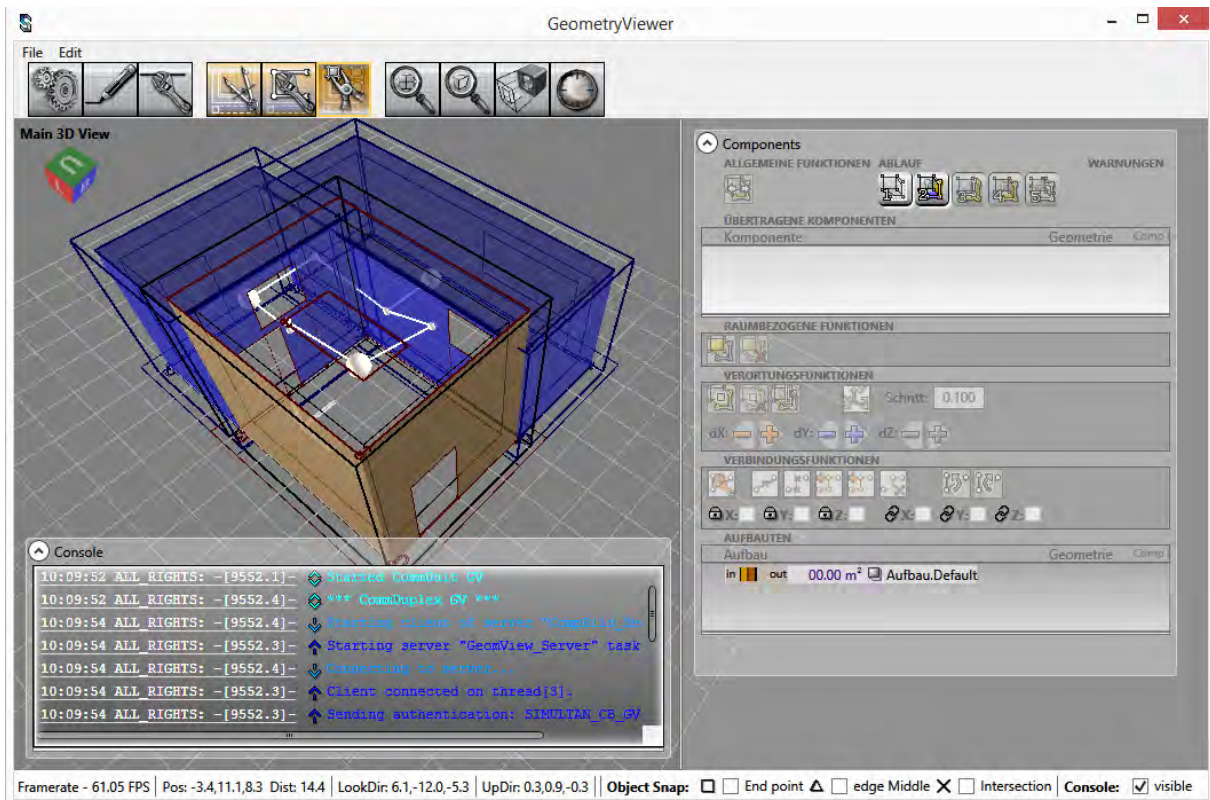 GeometryViewer
File Edit
Main 3D View
Components
ALLGEMEINE FUNKTIONEN ABLAUF WARNUNGEN
ÜBERTRAGENE KOMPONENTEN
Komponente Geometrie Comp
RAUMBEZOGENE FUNKTIONEN
VERORTUNGSFUNKTIONEN
Schnitt: 0.100
dX: dY: dZ:
VERBINDUNGSFUNKTIONEN
X: Y: Z: X: Y: Z:
AUFBAUTEN
Aufbau Geometrie Comp
in out 00.00 m² Aufbau.Default
Console
10:09:52 ALL_RIGHTS: -[9552.1]- Started CommUnit GV
10:09:52 ALL_RIGHTS: -[9552.4]- *** CommDuplex GV ***
10:09:54 ALL_RIGHTS: -[9552.4]- Starting client of server
10:09:54 ALL_RIGHTS: -[9552.3]- Starting server "GeomView_Server" task
10:09:54 ALL_RIGHTS: -[9552.4]- Connecting to server...
10:09:54 ALL_RIGHTS: -[9552.3]- Client connected on thread[3].
10:09:54 ALL_RIGHTS: -[9552.3]- Sending authentication: SIMULTAN_CB_GV
Framerate - 61.05 FPS Pos: -3.4,11.1,8.3 Dist: 14.4 LookDir: 6.1,-12.0,-5.3 UpDir: 0.3,0.9,-0.3 Object Snap: End point edge Middle Intersection Console: visible